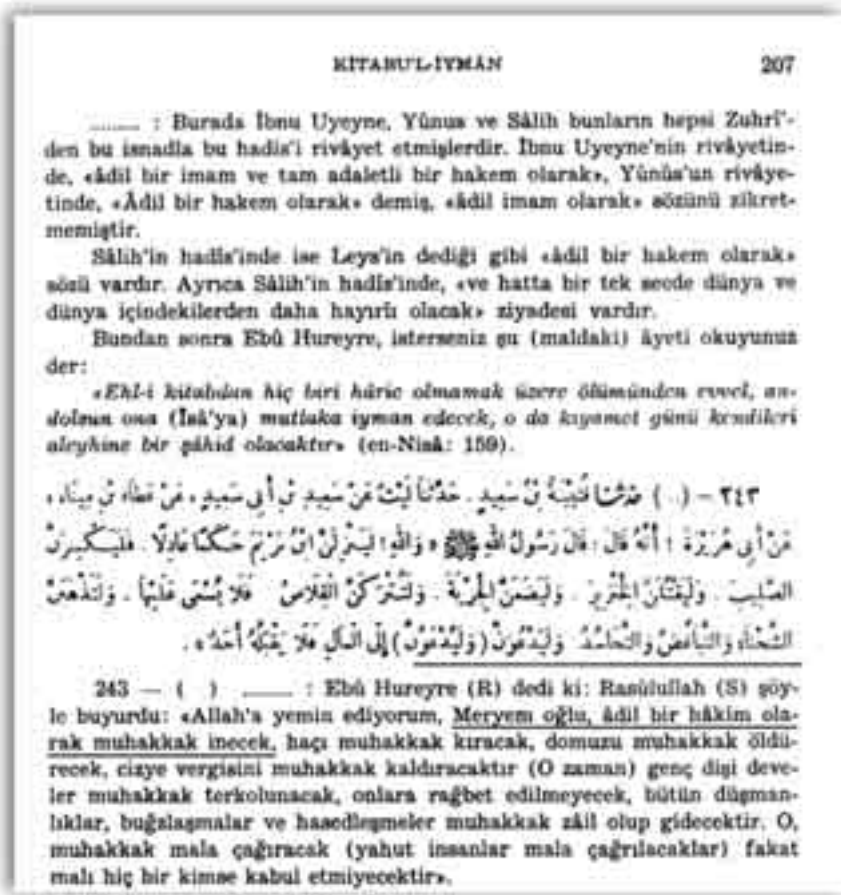 KİTABU'L-İYMÂN 207
........ : Burada İbnu Uyeyne, Yûnus ve Sâlih bunların hepsi Zuhrî'-
den bu isnadla bu hadis'i rivâyet etmişlerdir. İbnu Uyeyne'nin rivâyetin-
de, «âdil bir imam ve tam adaletli bir hakem olarak», Yûnûs'un rivâye-
tinde, «Âdil bir hakem olarak» demiş, «âdil imam olarak» sözünü zikret-
memiştir.
Sâlih'in hadîs'inde ise Leys'in dediği gibi «âdil bir hakem olarak»
sözü vardır. Ayrıca Sâlih'in hadîs'inde, «ve hatta bir tek secde dünya ve
dünya içindekilerden daha hayırlı olacak» ziyadesi vardır.
Bundan sonra Ebû Hureyre, isterseniz şu (maldaki) âyeti okuyunuz
der:
«Ehl-i kitabdan hiç biri hâric olmamak üzere ölümünden evvel, an-
dolsun ona (İsâ'ya) mutlaka iyman edecek, o da kıyamet günü kendileri
aleyhine bir şâhid olacaktır» (en-Nisâ: 159).
٢٤٣ – (..) حَدَّثَنَا قُتَيْبَةُ بْنُ سَعِيدٍ . حَدَّثَنَا لَيْثٌ عَنْ سَعِيدِ بْنِ أَبِي سَعِيدٍ ، عَنْ عَطَاءِ بْنِ مِينَاءَ ،
عَنْ أَبِي هُرَيْرَةَ ؛ أَنَّهُ قَالَ : قَالَ رَسُولُ اللهِ ﷺ « وَاللهِ ! لَيَنْزِلَنَّ ابْنُ مَرْيَمَ حَكَمًا عَادِلًا . فَلَيَكْسِرَنَّ
الصَّلِيبَ . وَلَيَقْتُلَنَّ الْخِنْزِيرَ . وَلَيَضَعَنَّ الْجِزْيَةَ . وَلَتُتْرَكَنَّ الْقِلَاصُ فَلَا يُسْعَى عَلَيْهَا . وَلَتَذْهَبَنَّ
الشَّحْنَاءُ وَالتَّبَاغُضُ وَالتَّحَاسُدُ وَلَيَدْعُوَنَّ ( وَلَيُدْعَوُنَّ ) إِلَى الْمَالِ فَلَا يَقْبَلُهُ أَحَدٌ » .
243 — ( ) ........ : Ebû Hureyre (R) dedi ki: Rasûlullah (S) şöy-
le buyurdu: «Allah'a yemin ediyorum, Meryem oğlu, âdil bir hâkim ola-
rak muhakkak inecek, haçı muhakkak kıracak, domuzu muhakkak öldü-
recek, cizye vergisini muhakkak kaldıracaktır (O zaman) genç dişi deve-
ler muhakkak terkolunacak, onlara rağbet edilmeyecek, bütün düşman-
lıklar, buğzlaşmalar ve hasedleşmeler muhakkak zâil olup gidecektir. O,
muhakkak mala çağıracak (yahut insanlar mala çağrılacaklar) fakat
malı hiç bir kimse kabul etmiyecektir».